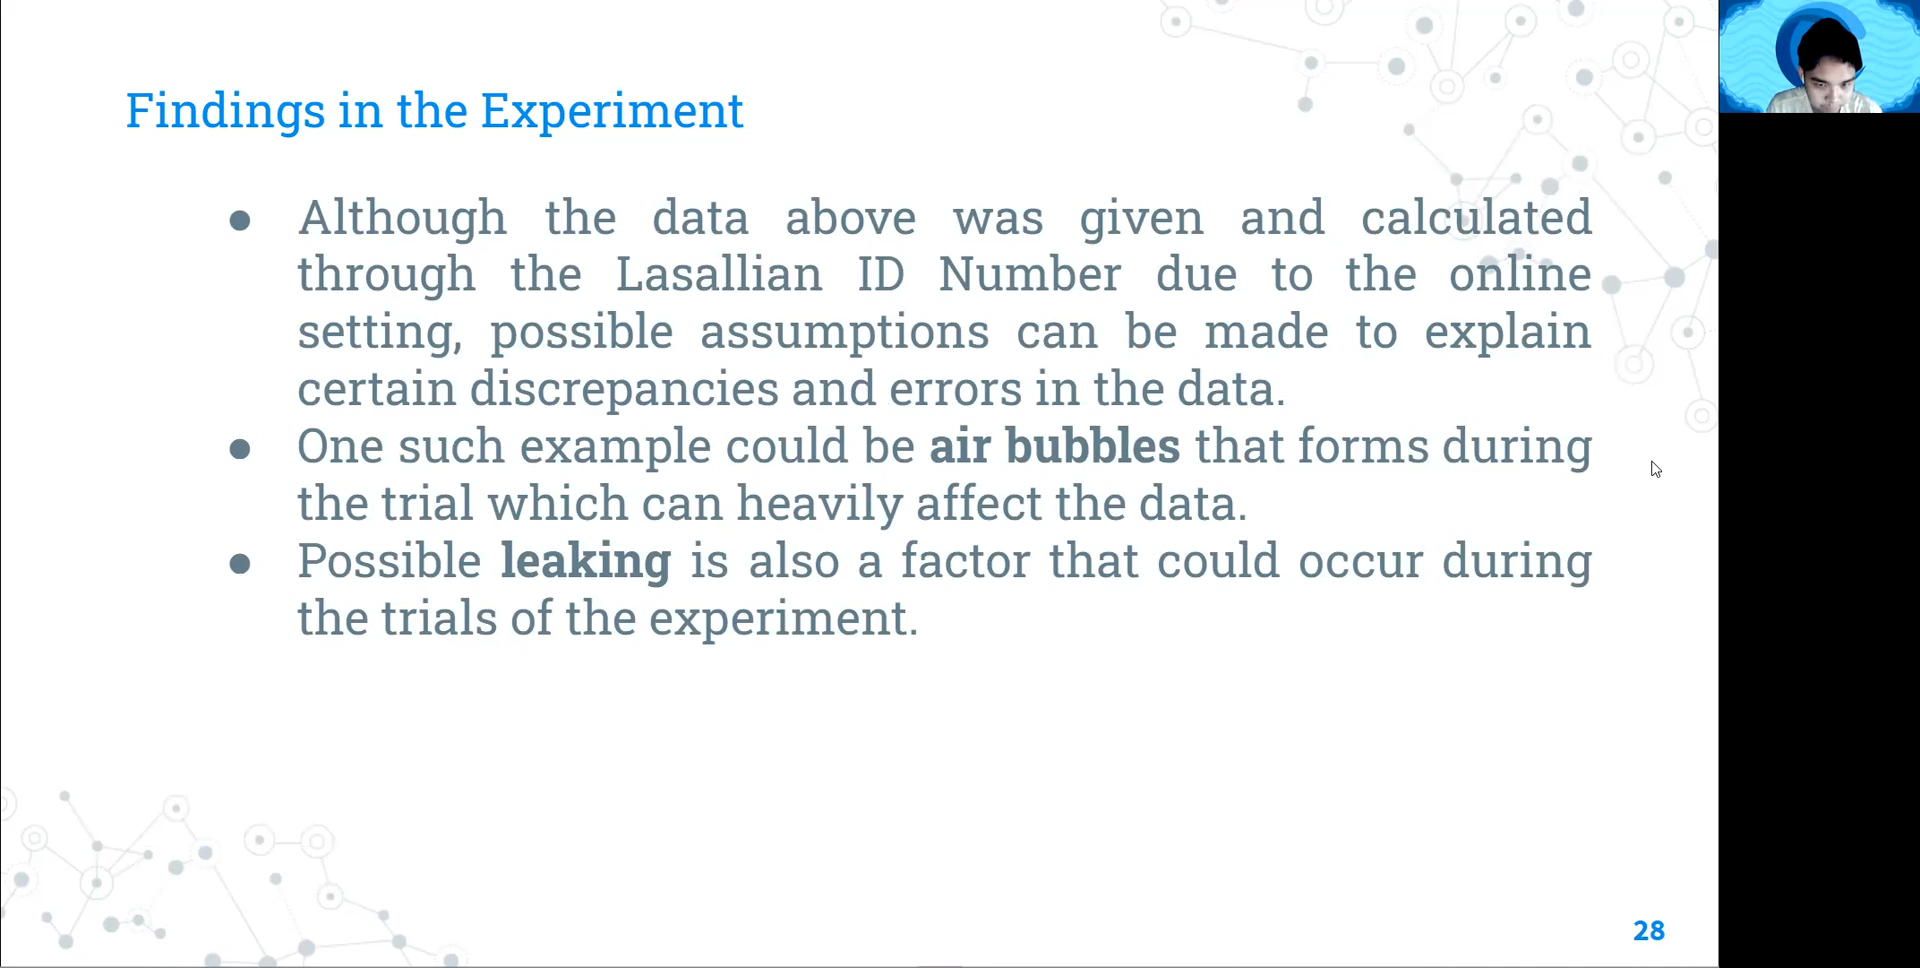 Findings in the Experiment
● Although the data above was given and calculated
through the Lasallian ID Number due to the online
setting, possible assumptions can be made to explain
certain discrepancies and errors in the data.
● One such example could be air bubbles that forms during
the trial which can heavily affect the data.
● Possible leaking is also a factor that could occur during
the trials of the experiment.
28